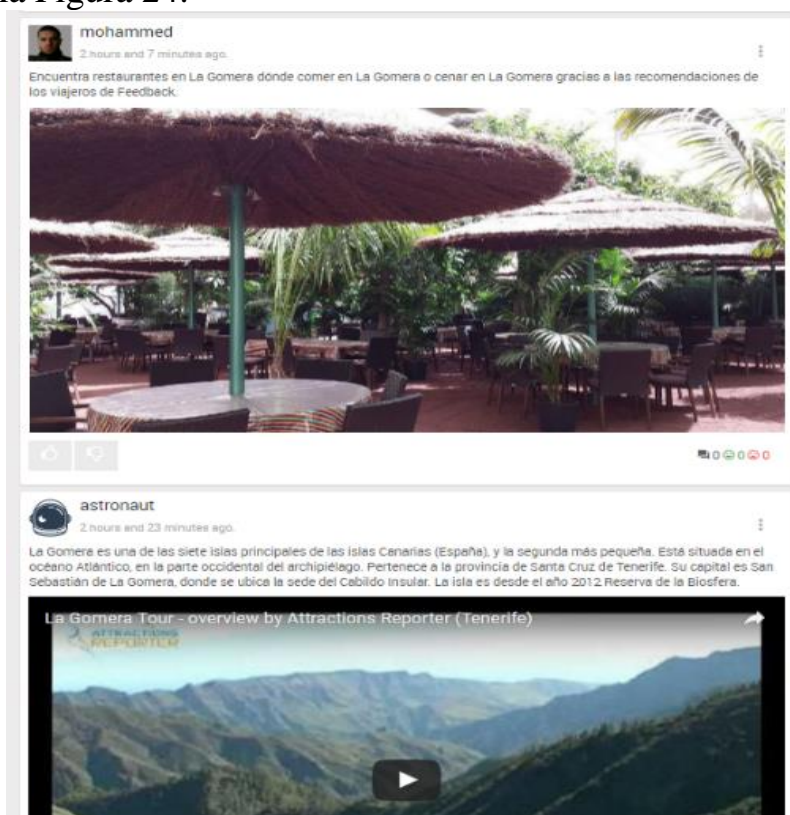 na Figura 24.
mohammed
2 hours and 7 minutes ago.
Encuentra restaurantes en La Gomera dónde comer en La Gomera o cenar en La Gomera gracias a las recomendaciones de
los viajeros de Feedback.
0 0 0
astronaut
2 hours and 23 minutes ago.
La Gomera es una de las siete islas principales de las islas Canarias (España), y la segunda más pequeña. Está situada en el
océano Atlántico, en la parte occidental del archipiélago. Pertenece a la provincia de Santa Cruz de Tenerife. Su capital es San
Sebastián de La Gomera, donde se ubica la sede del Cabildo Insular. La isla es desde el año 2012 Reserva de la Biosfera.
La Gomera Tour - overview by Attractions Reporter (Tenerife)
ATTRACTIONS
REPORTER